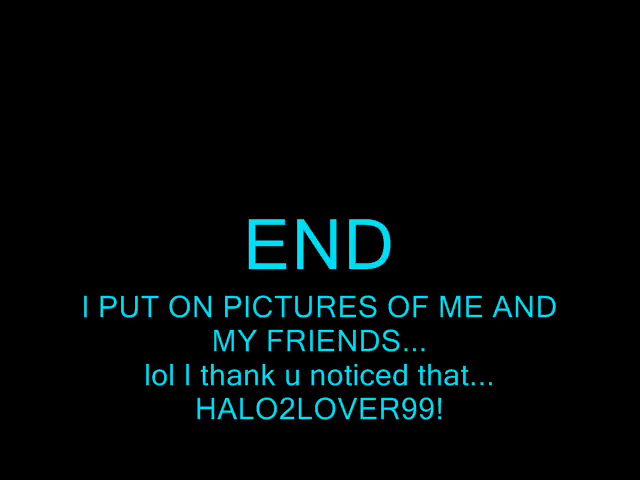 END
I PUT ON PICTURES OF ME AND
MY FRIENDS...
lol I thank u noticed that...
HALO2LOVER99!